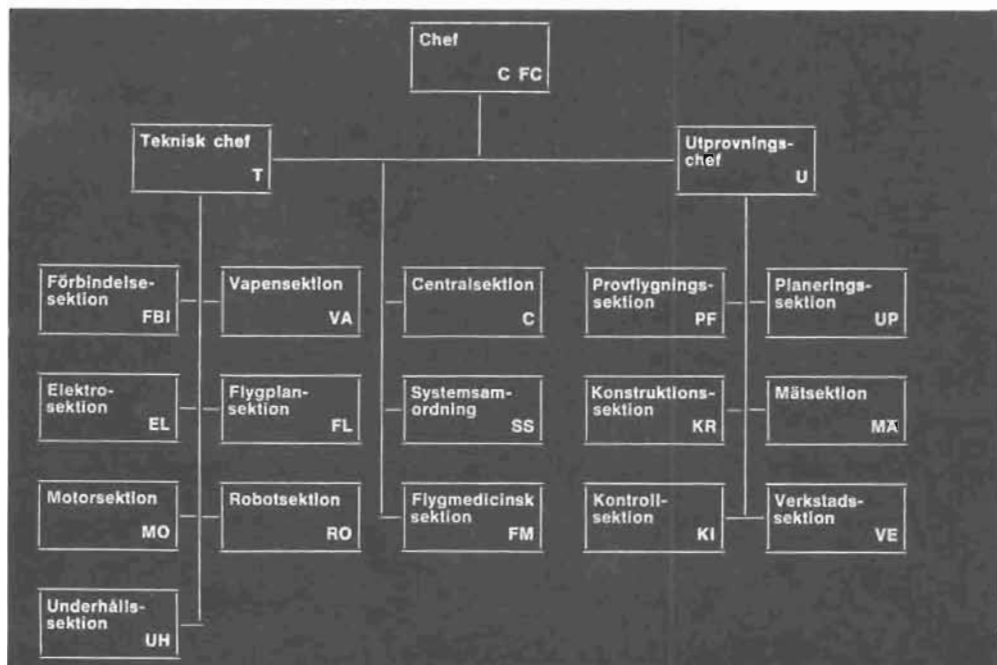 Chef
C FC
Teknisk chef
T
Utprovnings-
chef
U
Förbindelse-
sektion
FBI
Vapensektion
VA
Centralsektion
C
Provflygnings-
sektion
PF
Planerings-
sektion
UP
Elektro-
sektion
EL
Flygplan-
sektion
FL
Systemsam-
ordning
SS
Konstruktions-
sektion
KR
Mätsektion
MÄ
Motorsektion
MO
Robotsektion
RO
Flygmedicinsk
sektion
FM
Kontroll-
sektion
KI
Verkstads-
sektion
VE
Underhålls-
sektion
UH